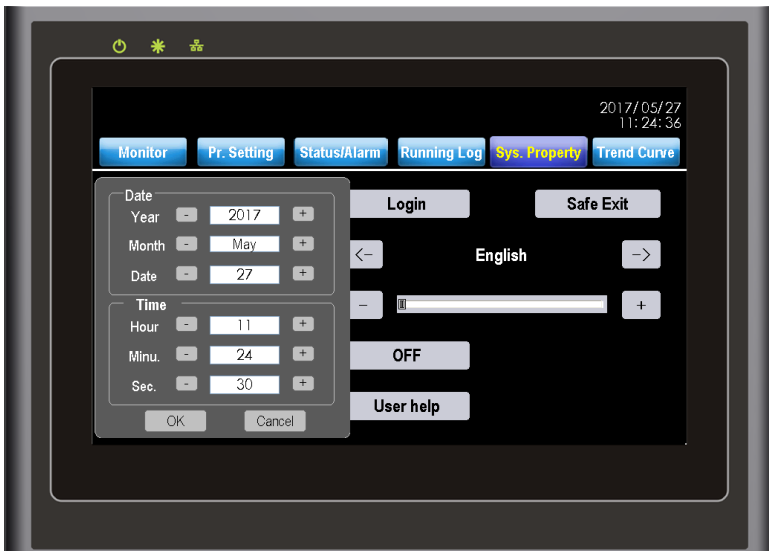 2017/05/27
11:24:36
Monitor Pr. Setting Status/Alarm Running Log Sys. Property Trend Curve
Date
Year - 2017 +
Month - May +
Date - 27 +
Time
Hour - 11 +
Minu. - 24 +
Sec. - 30 +
OK Cancel
Login Safe Exit
<- English ->
- +
OFF
User help